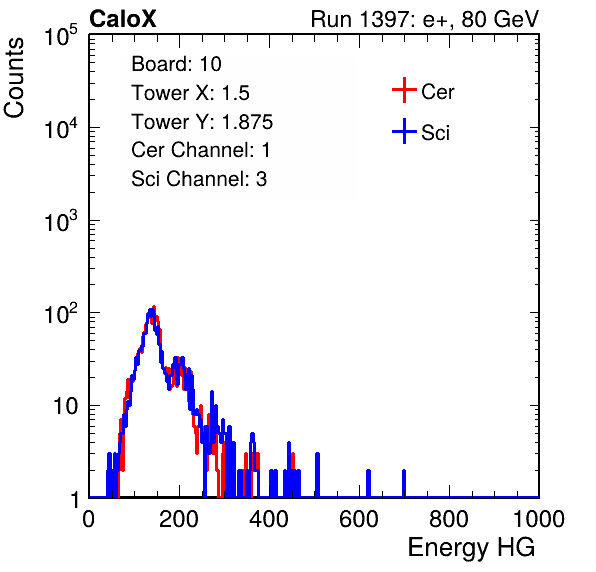 CaloX Run 1397: e+, 80 GeV
Counts
Board: 10
Tower X: 1.5
Tower Y: 1.875
Cer Channel: 1
Sci Channel: 3
Cer
Sci
10^5
10^4
10^3
10^2
10
1
0 200 400 600 800 1000
Energy HG